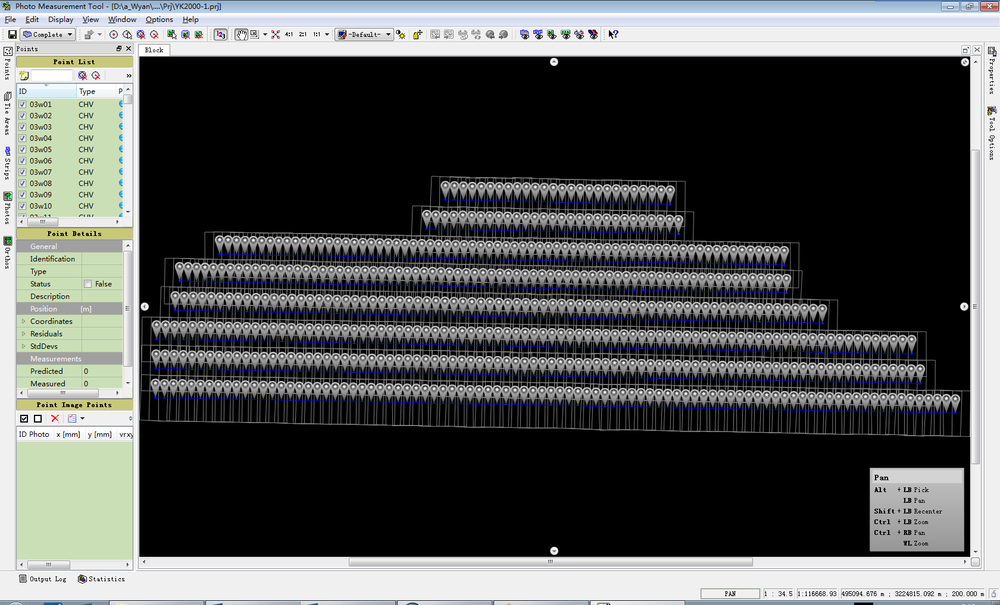 Photo Measurement Tool - [D:\a_Wyan\....\Prj\YK2000-1.prj]
File Edit Display View Window Options Help
Complete 123 4:1 2:1 1:1 -Default-
Points
Block
Point List
ID Type P
03w01 CHV
03w02 CHV
03w03 CHV
03w04 CHV
03w05 CHV
03w06 CHV
03w07 CHV
03w08 CHV
03w09 CHV
03w10 CHV
03w11 CHV
Point Details
General
Identification
Type
Status False
Description
Position [m]
Coordinates
Residuals
StdDevs
Measurements
Predicted 0
Measured 0
Point Image Points
0
ID Photo x [mm] y [mm] vrxy
Points
Tie Areas
Strips
Photos
Orthos
Properties
Tool Options
Pan
Alt + LB Pick
LB Pan
Shift + LB Recenter
Ctrl + LB Zoom
Ctrl + RB Pan
WL Zoom
Output Log Statistics
PAN 1 : 34.5 1:116668.93 495094.676 m ; 3224815.092 m ; 200.000 m